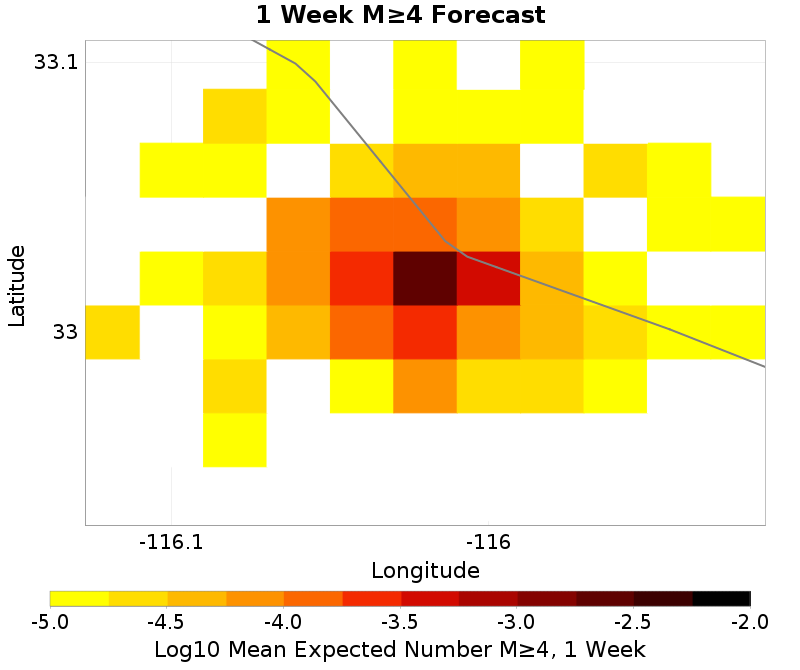 1 Week M≥4 Forecast
33.1
33
Latitude
-116.1 -116
Longitude
-5.0 -4.5 -4.0 -3.5 -3.0 -2.5 -2.0
Log10 Mean Expected Number M≥4, 1 Week